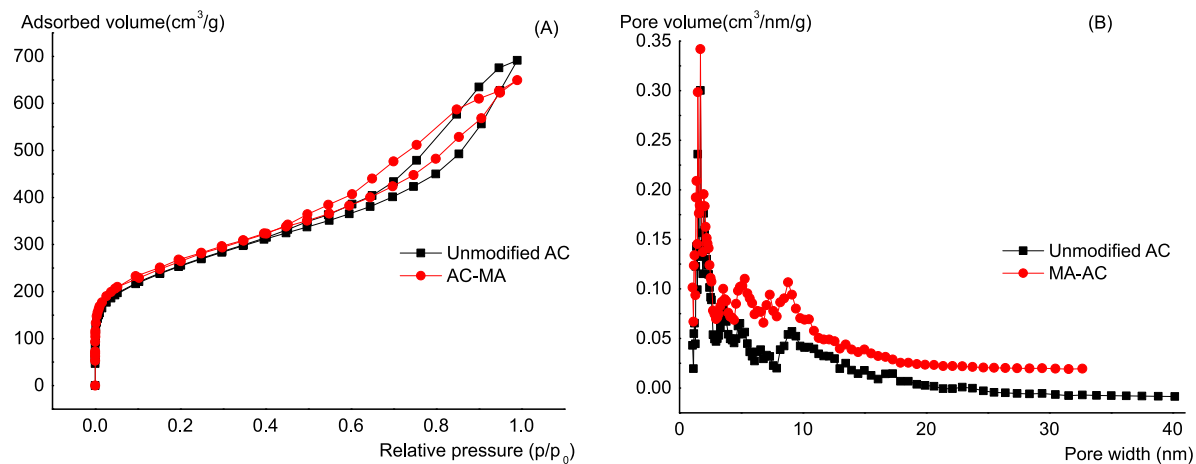 Adsorbed volume(cm³/g)
(A)
700
600
500
400
300
200
100
0
Unmodified AC
AC-MA
0.0
0.2
0.4
0.6
0.8
1.0
Relative pressure (p/p₀)
Pore volume(cm³/nm/g)
(B)
0.35
0.30
0.25
0.20
0.15
0.10
0.05
0.00
Unmodified AC
MA-AC
0
10
20
30
40
Pore width (nm)